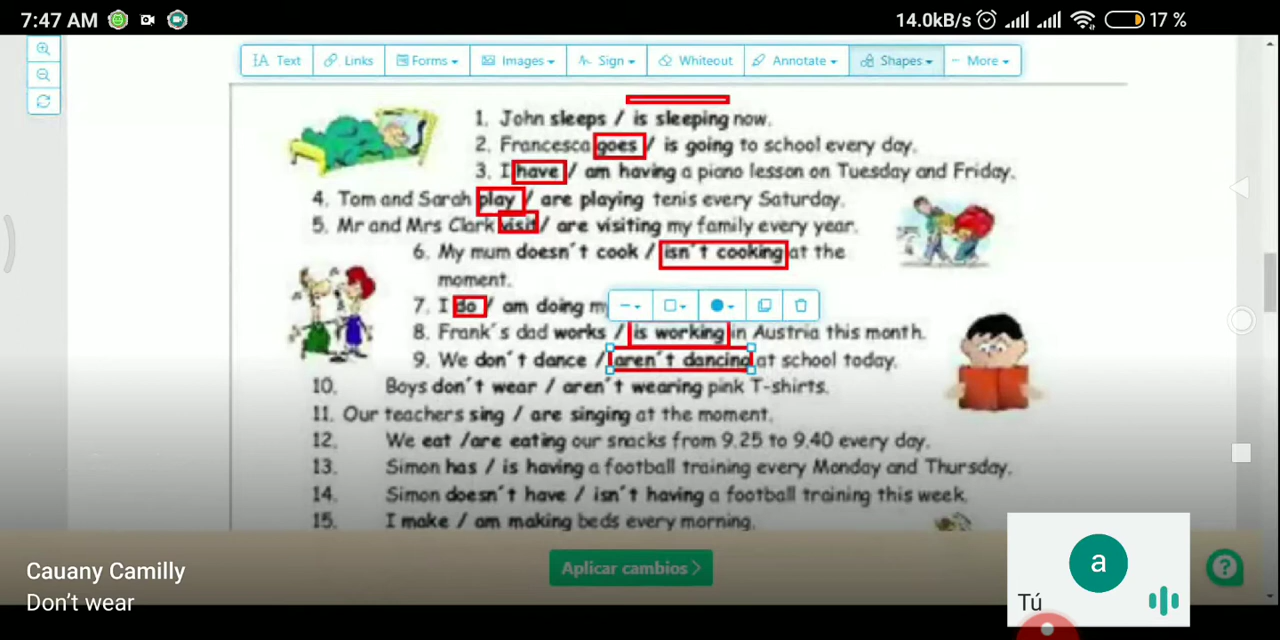 7:47 AM 14.0kB/s 17 %
Text Links Forms Images Sign Whiteout Annotate Shapes More
1. John sleeps / is sleeping now.
2. Francesca goes / is going to school every day.
3. I have / am having a piano lesson on Tuesday and Friday.
4. Tom and Sarah play / are playing tenis every Saturday.
5. Mr and Mrs Clark visit / are visiting my family every year.
6. My mum doesn´t cook / isn´t cooking at the
moment.
7. I do / am doing my
8. Frank´s dad works / is working in Austria this month.
9. We don´t dance / aren´t dancing at school today.
10. Boys don´t wear / aren´t wearing pink T-shirts.
11. Our teachers sing / are singing at the moment.
12. We eat /are eating our snacks from 9.25 to 9.40 every day.
13. Simon has / is having a football training every Monday and Thursday.
14. Simon doesn´t have / isn´t having a football training this week.
15. I make / am making beds every morning.
Aplicar cambios
?
a
Tú
Cauany Camilly
Don’t wear